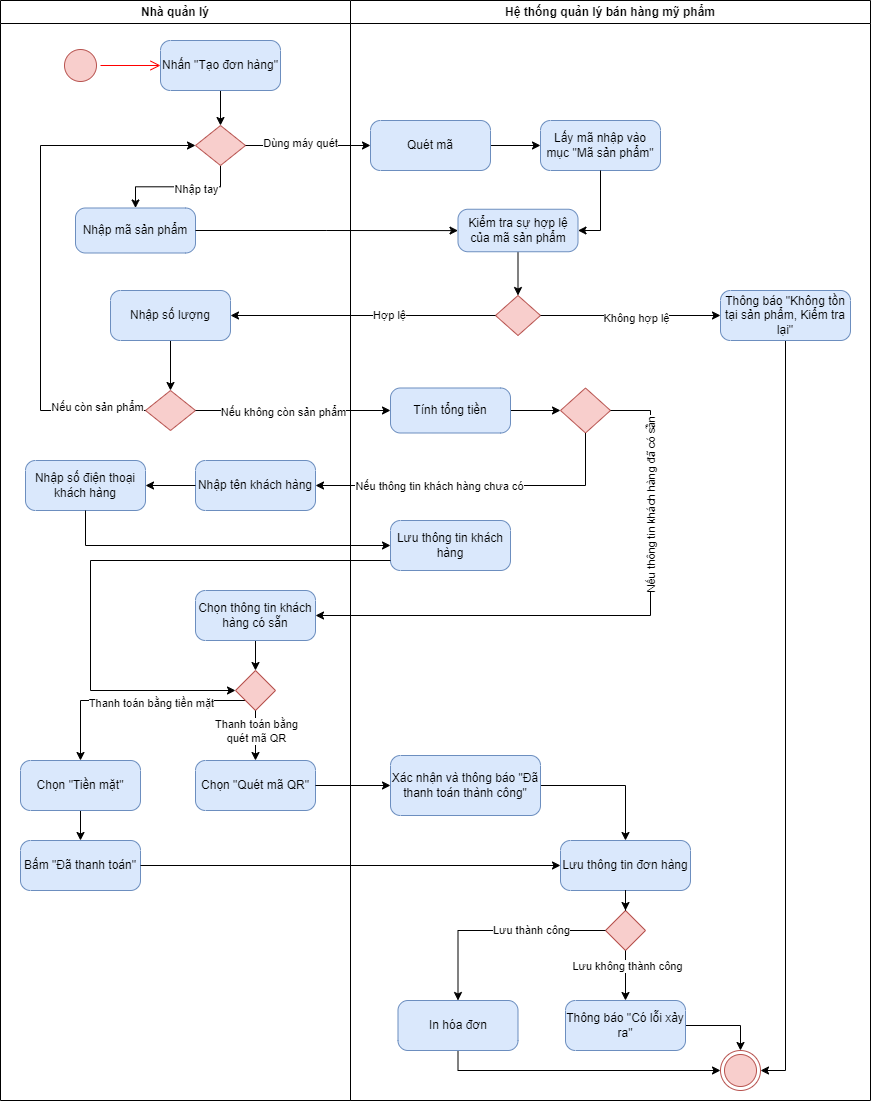 Nhà quản lý
Hệ thống quản lý bán hàng mỹ phẩm
Nhấn "Tạo đơn hàng"
Dùng máy quét
Quét mã
Lấy mã nhập vào
mục "Mã sản phẩm"
Nhập tay
Nhập mã sản phẩm
Kiểm tra sự hợp lệ
của mã sản phẩm
Nhập số lượng
Hợp lệ
Không hợp lệ
Thông báo "Không tồn
tại sản phẩm, Kiểm tra
lại"
Nếu còn sản phẩm
Nếu không còn sản phẩm
Tính tổng tiền
Nếu thông tin khách hàng đã có sẵn
Nhập số điện thoại
khách hàng
Nhập tên khách hàng
Nếu thông tin khách hàng chưa có
Lưu thông tin khách
hàng
Chọn thông tin khách
hàng có sẵn
Thanh toán bằng tiền mặt
Thanh toán bằng
quét mã QR
Chọn "Tiền mặt"
Chọn "Quét mã QR"
Xác nhận và thông báo "Đã
thanh toán thành công"
Bấm "Đã thanh toán"
Lưu thông tin đơn hàng
Lưu thành công
Lưu không thành công
In hóa đơn
Thông báo "Có lỗi xảy
ra"